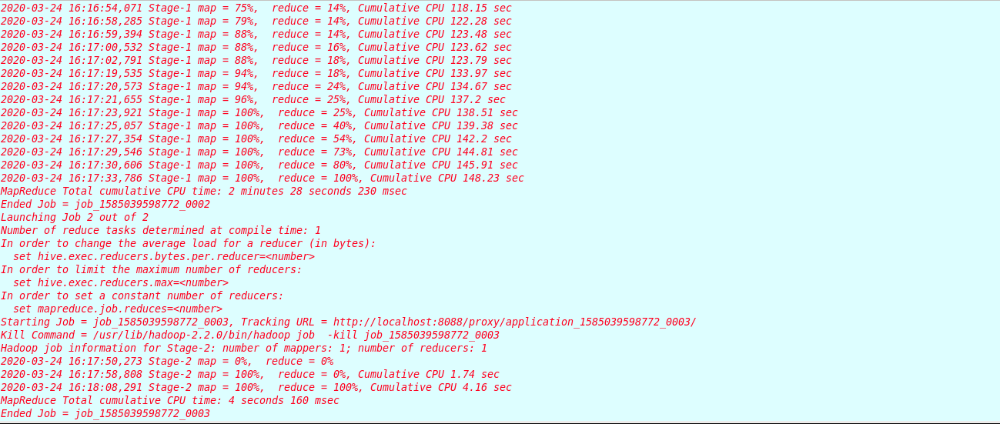 2020-03-24 16:16:54,071 Stage-1 map = 75%,  reduce = 14%, Cumulative CPU 118.15 sec
2020-03-24 16:16:58,285 Stage-1 map = 79%,  reduce = 14%, Cumulative CPU 122.28 sec
2020-03-24 16:16:59,394 Stage-1 map = 88%,  reduce = 14%, Cumulative CPU 123.48 sec
2020-03-24 16:17:00,532 Stage-1 map = 88%,  reduce = 16%, Cumulative CPU 123.62 sec
2020-03-24 16:17:02,791 Stage-1 map = 88%,  reduce = 18%, Cumulative CPU 123.79 sec
2020-03-24 16:17:19,535 Stage-1 map = 94%,  reduce = 18%, Cumulative CPU 133.97 sec
2020-03-24 16:17:20,573 Stage-1 map = 94%,  reduce = 24%, Cumulative CPU 134.67 sec
2020-03-24 16:17:21,655 Stage-1 map = 96%,  reduce = 25%, Cumulative CPU 137.2 sec
2020-03-24 16:17:23,921 Stage-1 map = 100%,  reduce = 25%, Cumulative CPU 138.51 sec
2020-03-24 16:17:25,057 Stage-1 map = 100%,  reduce = 40%, Cumulative CPU 139.38 sec
2020-03-24 16:17:27,354 Stage-1 map = 100%,  reduce = 54%, Cumulative CPU 142.2 sec
2020-03-24 16:17:29,546 Stage-1 map = 100%,  reduce = 73%, Cumulative CPU 144.81 sec
2020-03-24 16:17:30,606 Stage-1 map = 100%,  reduce = 80%, Cumulative CPU 145.91 sec
2020-03-24 16:17:33,786 Stage-1 map = 100%,  reduce = 100%, Cumulative CPU 148.23 sec
MapReduce Total cumulative CPU time: 2 minutes 28 seconds 230 msec
Ended Job = job_1585039598772_0002
Launching Job 2 out of 2
Number of reduce tasks determined at compile time: 1
In order to change the average load for a reducer (in bytes):
  set hive.exec.reducers.bytes.per.reducer=<number>
In order to limit the maximum number of reducers:
  set hive.exec.reducers.max=<number>
In order to set a constant number of reducers:
  set mapreduce.job.reduces=<number>
Starting Job = job_1585039598772_0003, Tracking URL = http://localhost:8088/proxy/application_1585039598772_0003/
Kill Command = /usr/lib/hadoop-2.2.0/bin/hadoop job  -kill job_1585039598772_0003
Hadoop job information for Stage-2: number of mappers: 1; number of reducers: 1
2020-03-24 16:17:50,273 Stage-2 map = 0%,  reduce = 0%
2020-03-24 16:17:58,808 Stage-2 map = 100%,  reduce = 0%, Cumulative CPU 1.74 sec
2020-03-24 16:18:08,291 Stage-2 map = 100%,  reduce = 100%, Cumulative CPU 4.16 sec
MapReduce Total cumulative CPU time: 4 seconds 160 msec
Ended Job = job_1585039598772_0003